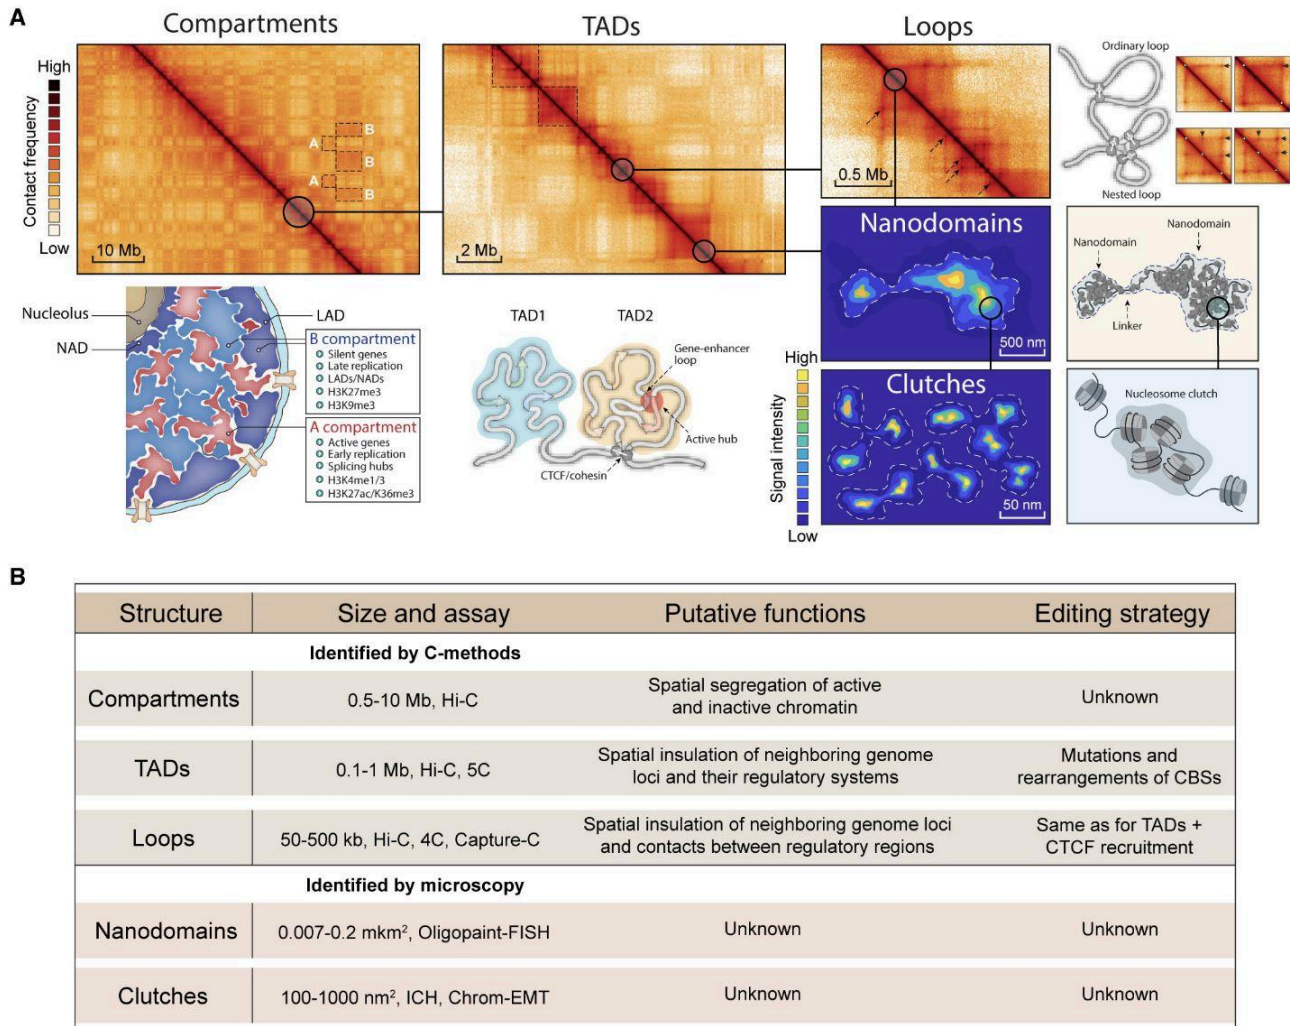 A
Compartments
TADs
Loops
High
Contact frequency
Low
A
B
B
A
B
10 Mb
2 Mb
0.5 Mb
Ordinary loop
Nested loop
Nanodomains
500 nm
Nanodomain
Nanodomain
Linker
Nucleolus
NAD
LAD
B compartment
Silent genes
Late replication
LADs/NADs
H3K27me3
H3K9me3
A compartment
Active genes
Early replication
Splicing hubs
H3K4me1/3
H3K27ac/K36me3
TAD1
TAD2
Gene-enhancer
loop
Active hub
CTCF/cohesin
High
Signal intensity
Low
Clutches
50 nm
Nucleosome clutch
B
Structure
Size and assay
Putative functions
Editing strategy
Identified by C-methods
Compartments
0.5-10 Mb, Hi-C
Spatial segregation of active
and inactive chromatin
Unknown
TADs
0.1-1 Mb, Hi-C, 5C
Spatial insulation of neighboring genome
loci and their regulatory systems
Mutations and
rearrangements of CBSs
Loops
50-500 kb, Hi-C, 4C, Capture-C
Spatial insulation of neighboring genome loci
and contacts between regulatory regions
Same as for TADs +
CTCF recruitment
Identified by microscopy
Nanodomains
0.007-0.2 mkm², Oligopaint-FISH
Unknown
Unknown
Clutches
100-1000 nm², ICH, Chrom-EMT
Unknown
Unknown